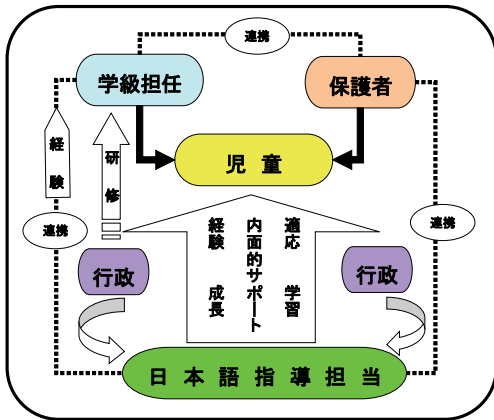 連携
学級担任
保護者
児童
経験
研修
連携
連携
経験 成長
内面的サポート
適応 学習
行政
行政
日本語指導担当